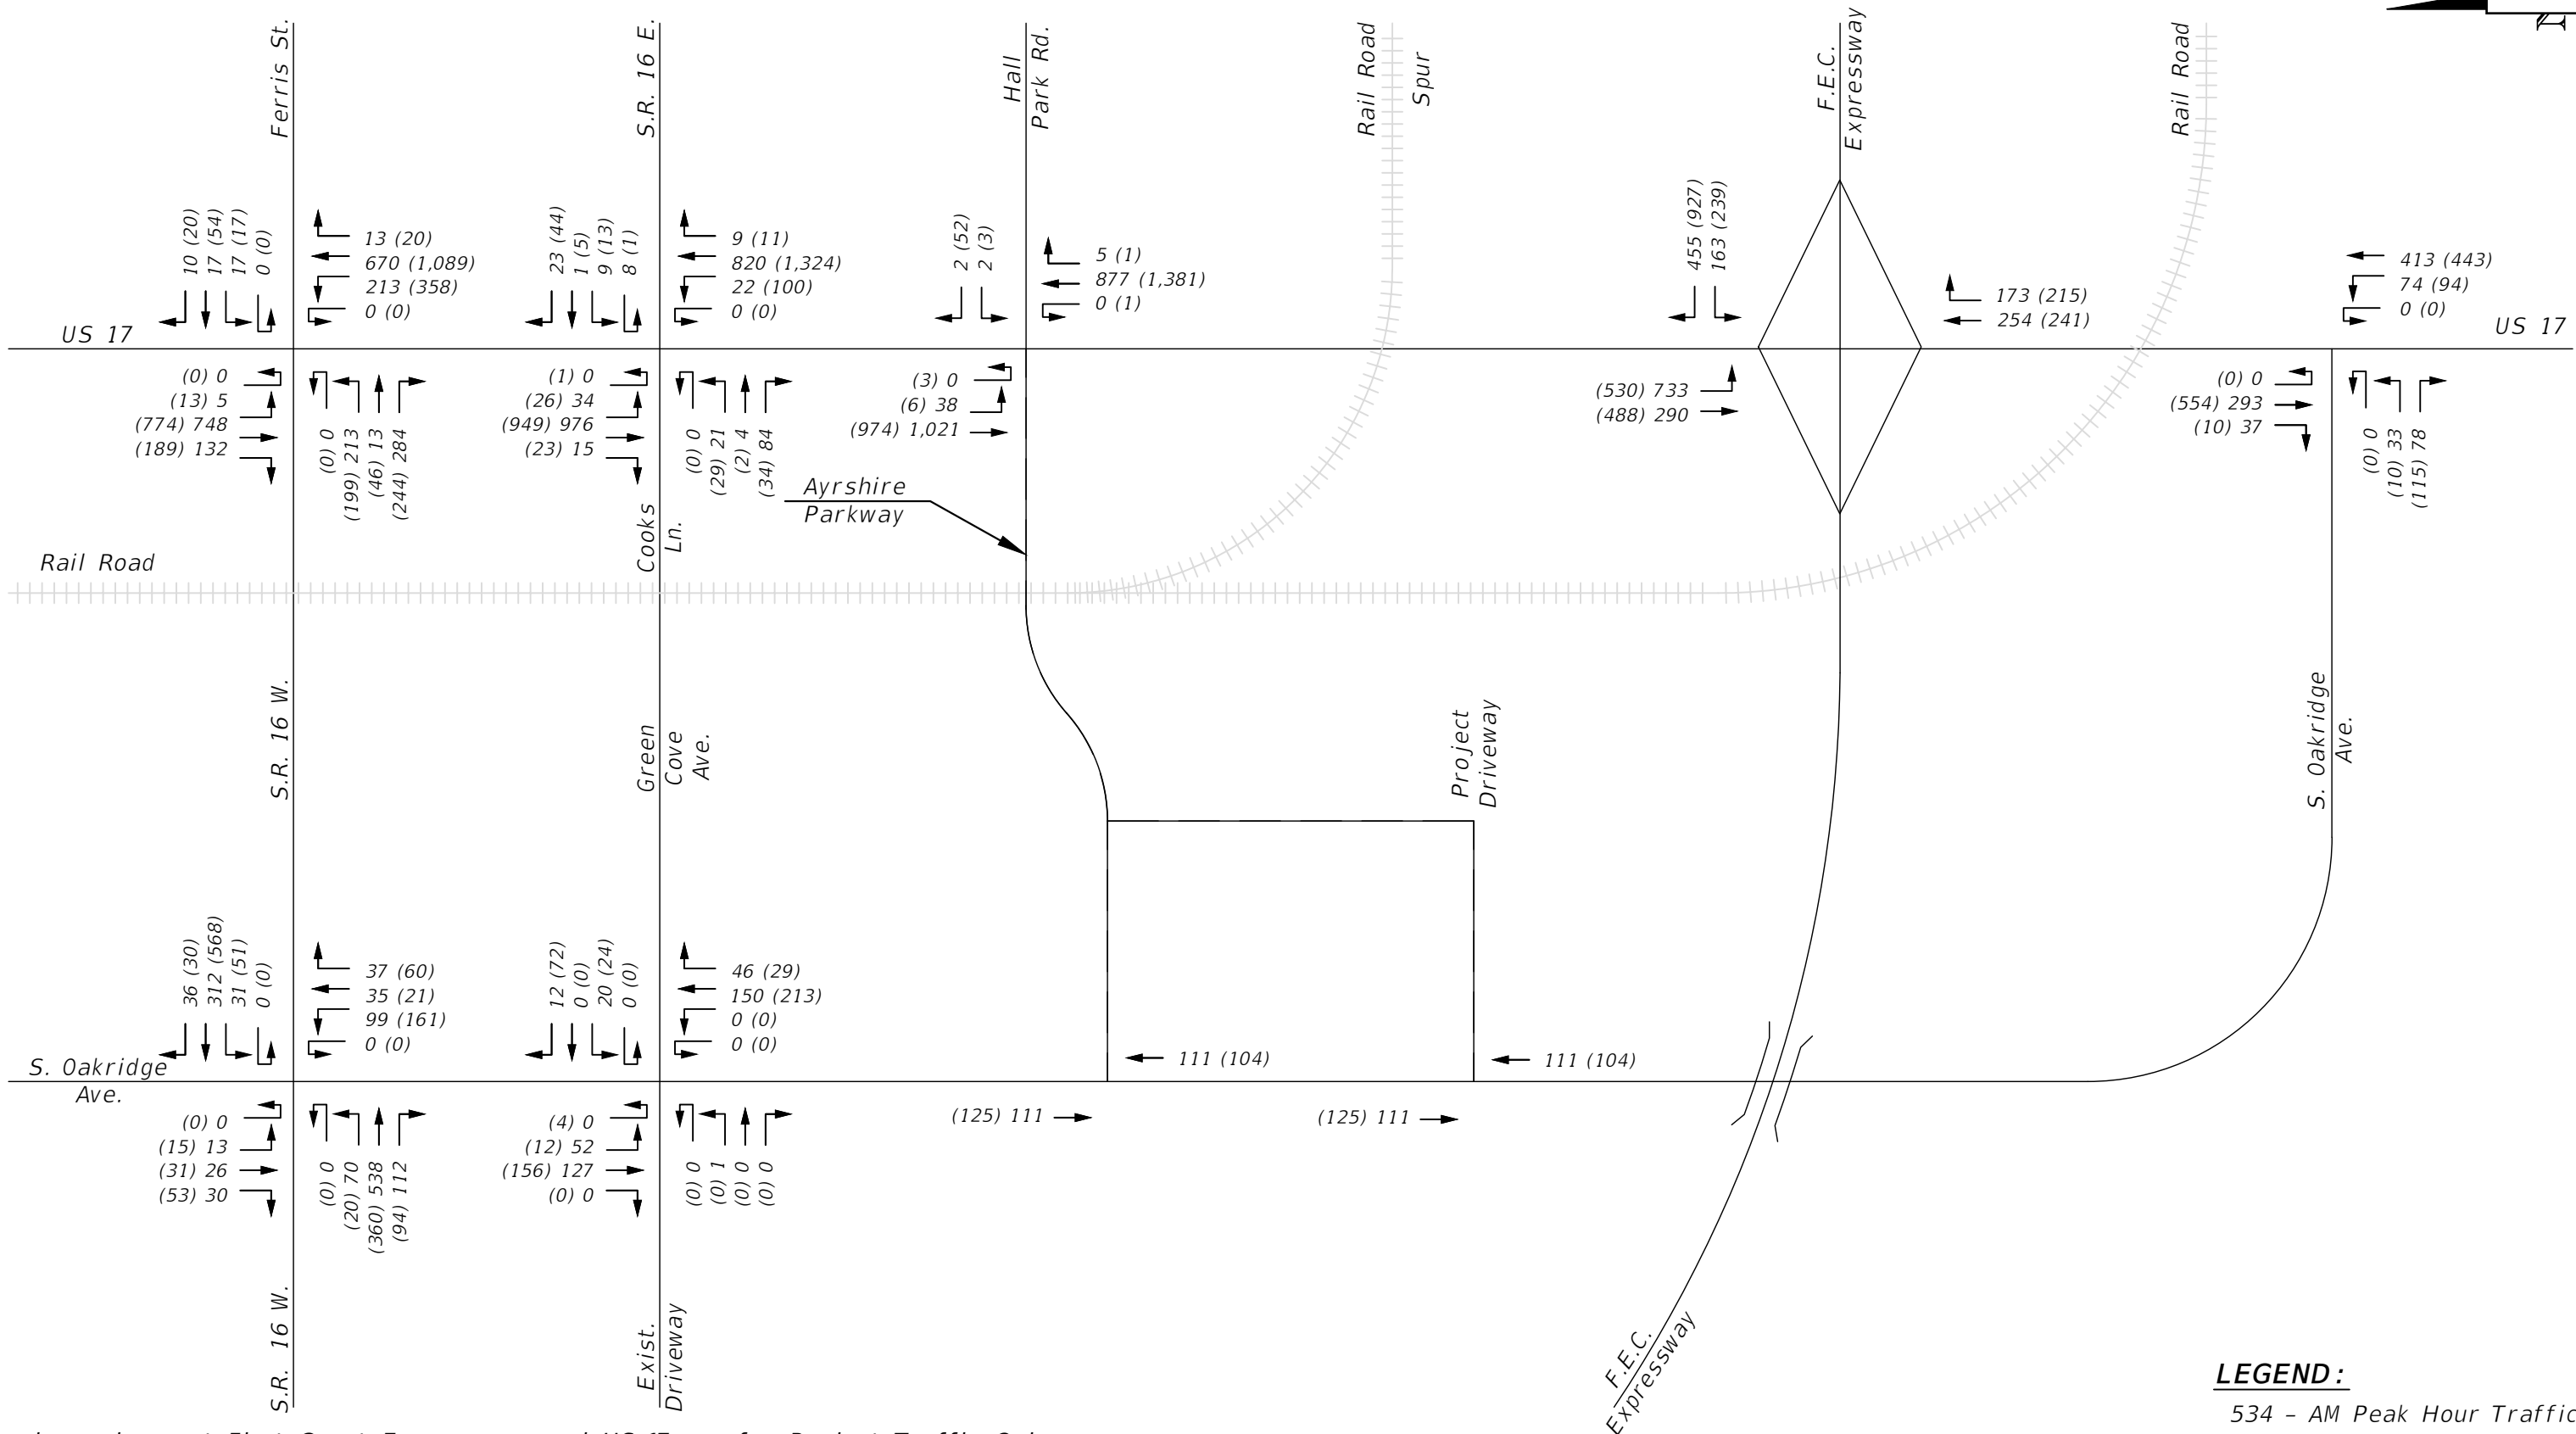 Ferris St.
S.R. 16 E.
Hall
Park Rd.
Rail Road
Spur
F.E.C.
Expressway
Rail Road
10 (20)
17 (54)
17 (17)
0 (0)
13 (20)
670 (1,089)
213 (358)
0 (0)
23 (44)
1 (5)
9 (13)
8 (1)
9 (11)
820 (1,324)
22 (100)
0 (0)
2 (52)
2 (3)
5 (1)
877 (1,381)
0 (1)
455 (927)
163 (239)
173 (215)
254 (241)
413 (443)
74 (94)
0 (0)
US 17
US 17
(0) 0
(13) 5
(774) 748
(189) 132
(0) 0
(199) 213
(46) 13
(244) 284
(1) 0
(26) 34
(949) 976
(23) 15
(0) 0
(29) 21
(2) 4
(34) 84
(3) 0
(6) 38
(974) 1,021
(530) 733
(488) 290
(0) 0
(554) 293
(10) 37
(0) 0
(10) 33
(115) 78
Ayrshire
Parkway
Cooks
Ln.
Rail Road
S.R. 16 W.
Green
Cove
Ave.
Project
Driveway
S. Oakridge
Ave.
36 (30)
312 (568)
31 (51)
0 (0)
37 (60)
35 (21)
99 (161)
0 (0)
12 (72)
0 (0)
20 (24)
0 (0)
46 (29)
150 (213)
0 (0)
0 (0)
111 (104)
111 (104)
S. Oakridge
Ave.
(0) 0
(15) 13
(31) 26
(53) 30
(0) 0
(20) 70
(360) 538
(94) 112
(4) 0
(12) 52
(156) 127
(0) 0
(0) 0
(0) 1
(0) 0
(0) 0
(125) 111
(125) 111
S.R. 16 W.
Exist.
Driveway
F.E.C.
Expressway
LEGEND:
534 - AM Peak Hour Traffic